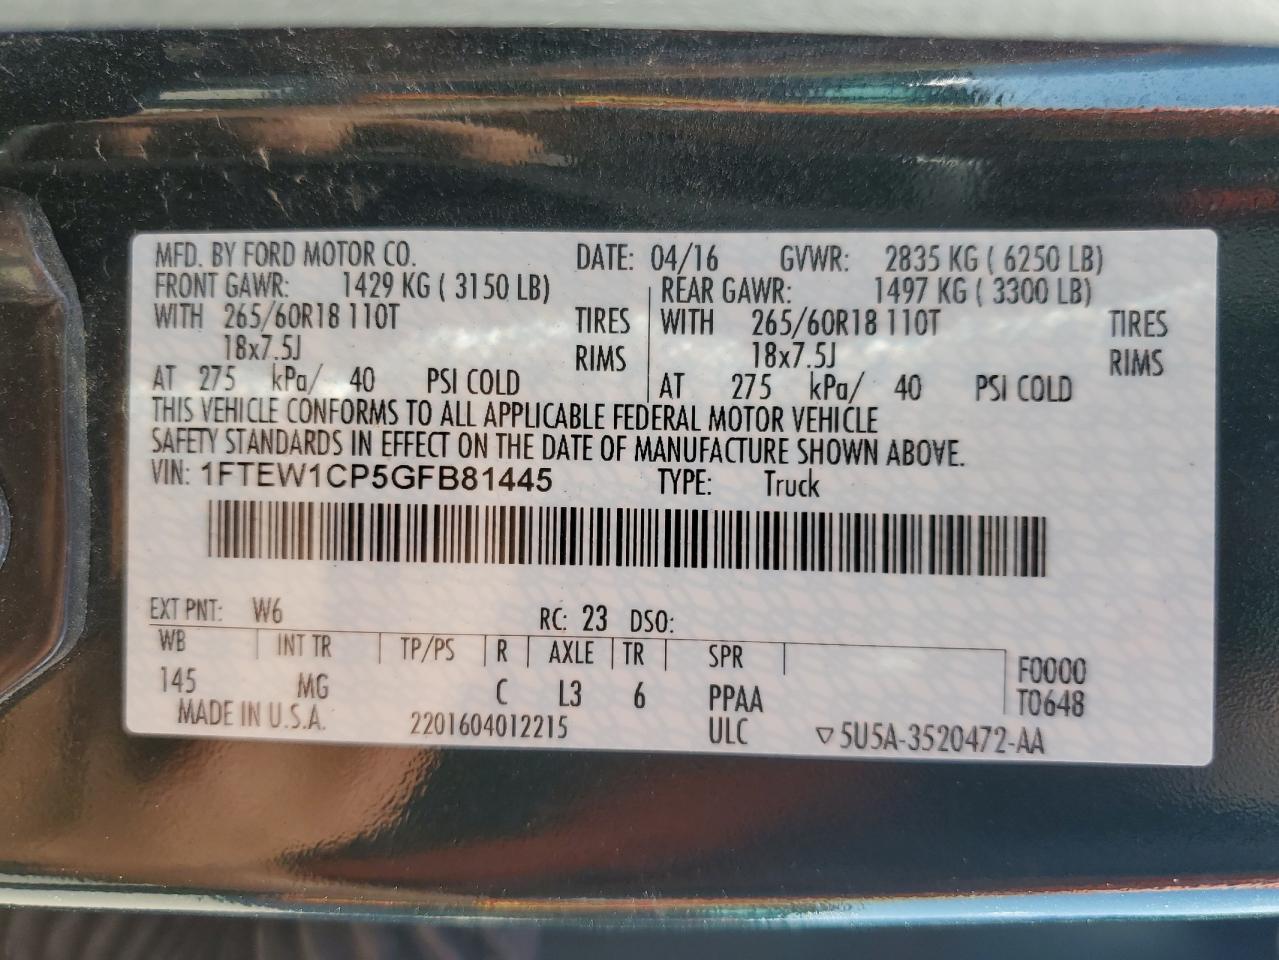 MFD. BY FORD MOTOR CO. DATE: 04/16 GVWR: 2835 KG ( 6250 LB)
FRONT GAWR: 1429 KG ( 3150 LB) REAR GAWR: 1497 KG ( 3300 LB)
WITH 265/60R18 110T TIRES WITH 265/60R18 110T TIRES
18x7.5J RIMS 18x7.5J RIMS
AT 275 kPa/ 40 PSI COLD AT 275 kPa/ 40 PSI COLD
THIS VEHICLE CONFORMS TO ALL APPLICABLE FEDERAL MOTOR VEHICLE
SAFETY STANDARDS IN EFFECT ON THE DATE OF MANUFACTURE SHOWN ABOVE.
VIN: 1FTEW1CP5GFB81445 TYPE: Truck
EXT PNT: W6 RC: 23 DSO:
WB INT TR TP/PS R AXLE TR SPR F0000
145 MG C L3 6 PPAA T0648
MADE IN U.S.A. 2201604012215 ULC ▽5U5A-3520472-AA